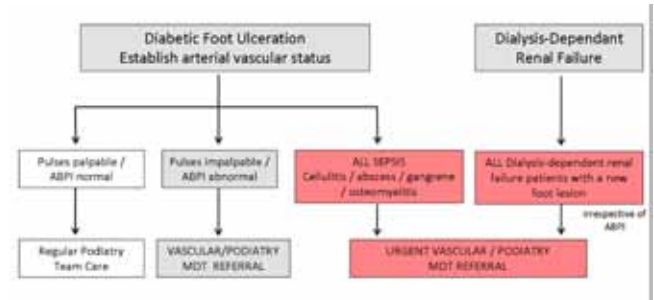 Diabetic Foot Ulceration
Establish arterial vascular status
Dialysis-Dependant
Renal Failure
Pulses palpable /
ABPI normal
Pulses impalpable /
ABPI abnormal
ALL SEPSIS
Cellulitis / abscess / gangrene
/ osteomyelitis
ALL Dialysis-dependent renal
failure patients with a new
foot lesion
Irrespective of
ABPI
Regular Podiatry
Team Care
VASCULAR/PODIATRY
MDT REFERRAL
URGENT VASCULAR / PODIATRY
MDT REFERRAL